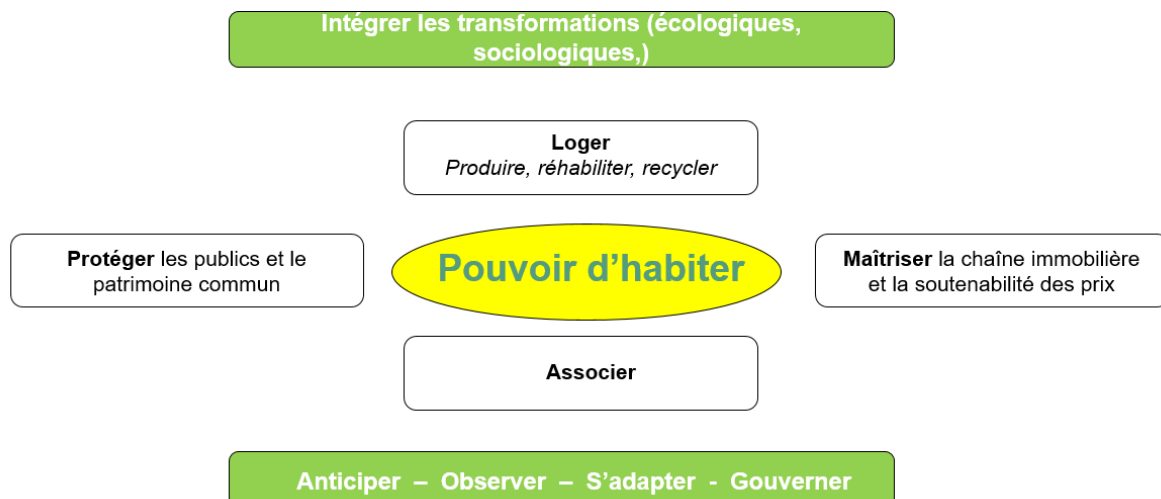 Intégrer les transformations (écologiques,
sociologiques,)
Loger
Produire, réhabiliter, recycler
Protéger les publics et le
patrimoine commun
Pouvoir d’habiter
Maîtriser la chaîne immobilière
et la soutenabilité des prix
Associer
Anticiper – Observer – S’adapter - Gouverner